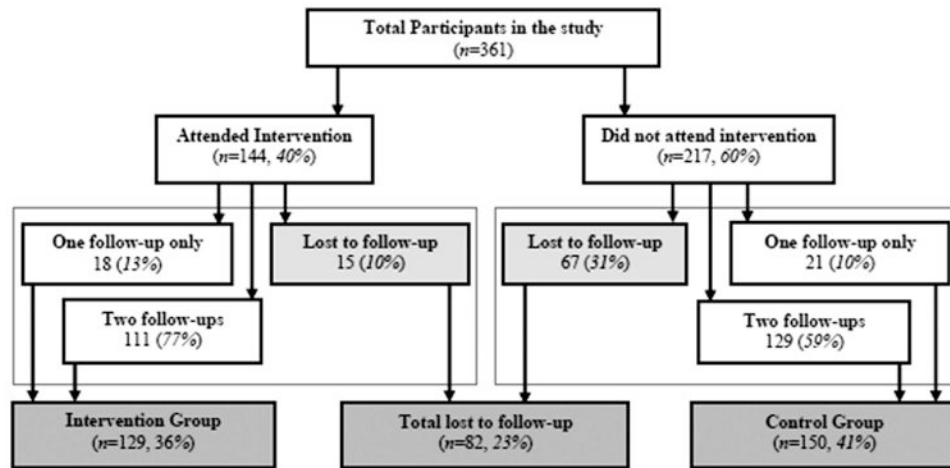 Total Participants in the study
(n=361)
Attended Intervention
(n=144, 40%)
Did not attend intervention
(n=217, 60%)
One follow-up only
18 (13%)
Lost to follow-up
15 (10%)
Lost to follow-up
67 (31%)
One follow-up only
21 (10%)
Two follow-ups
111 (77%)
Two follow-ups
129 (59%)
Intervention Group
(n=129, 36%)
Total lost to follow-up
(n=82, 23%)
Control Group
(n=150, 41%)